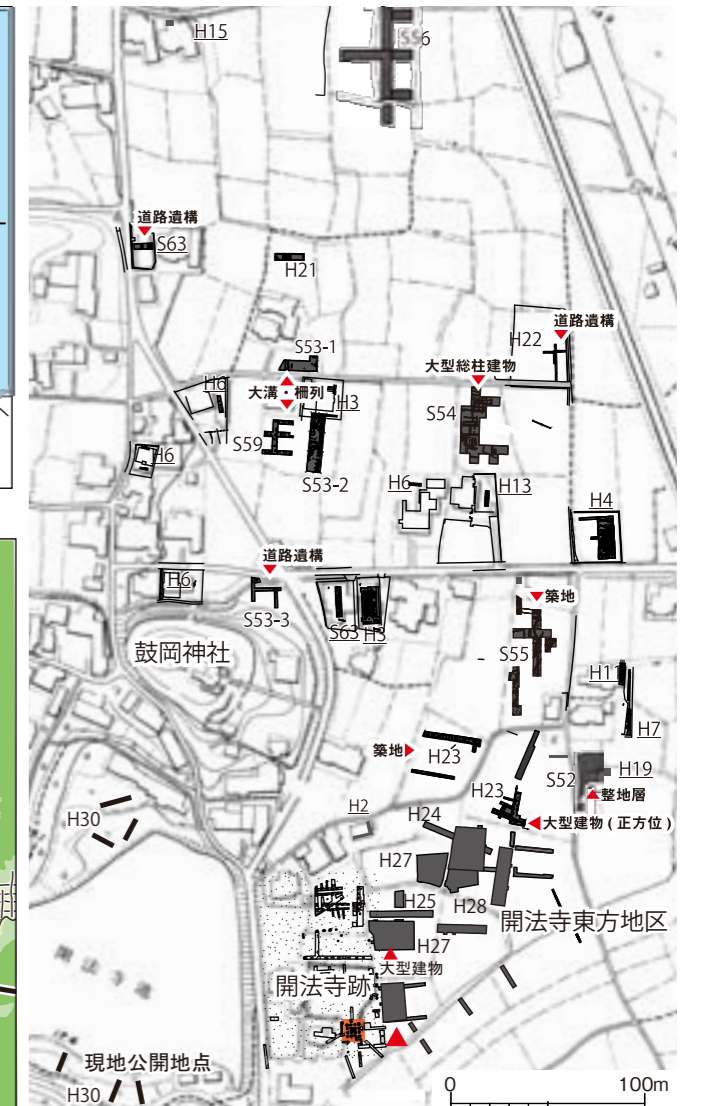 H15
SS6
道路遺構
S63
H21
道路遺構
H22
S53-1
大型総柱建物
H6
大溝・柵列
H3
S54
S59
H6
S53-2
H6
H13
H4
道路遺構
H6
S53-3
S63
H3
築地
S55
鼓岡神社
H11
H7
築地
H23
S52
H19
整地層
H23
H2
H24
大型建物(正方位)
H30
H27
H25
H28
開法寺東方地区
H27
大型建物
開法寺池
開法寺跡
現地公開地点
H30
0
100m